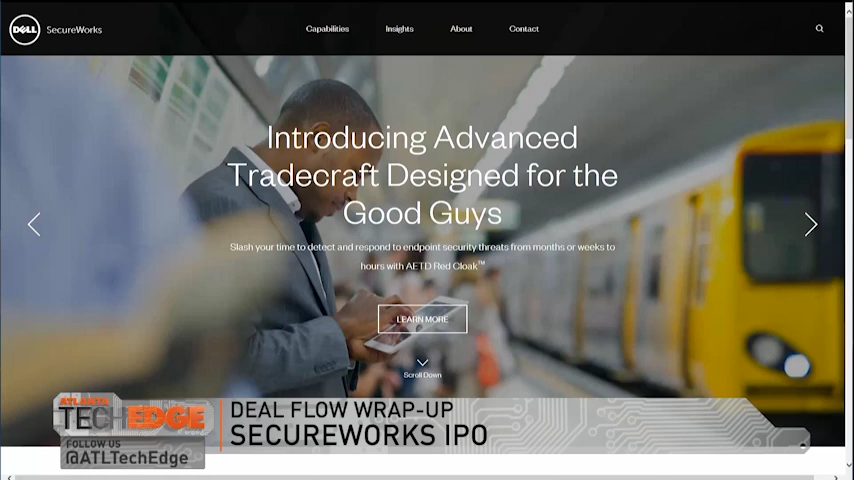 DELL SecureWorks
Capabilities Insights About Contact
Introducing Advanced
Tradecraft Designed for the
Good Guys
Slash your time to detect and respond to endpoint security threats from months or weeks to
hours with AETD Red Cloak™
LEARN MORE
Scroll Down
ATLANTA
TECHEDGE
FOLLOW US
@ATLTechEdge
DEAL FLOW WRAP-UP
SECUREWORKS IPO